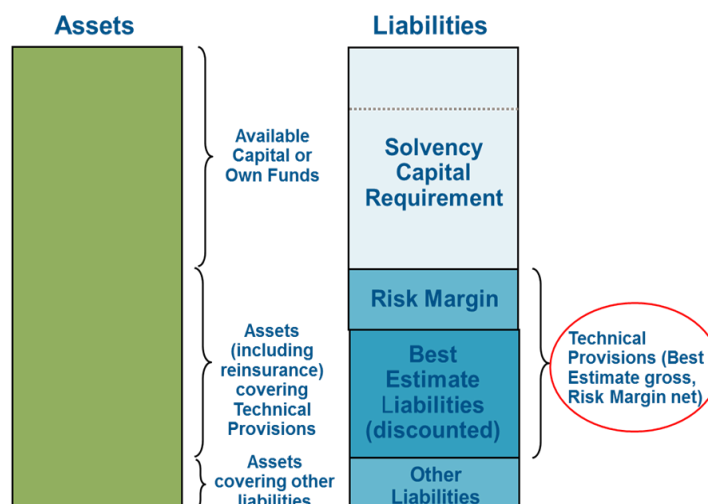 Assets
Liabilities
Available
Capital or
Own Funds
Solvency
Capital
Requirement
Risk Margin
Assets
(including
reinsurance)
covering
Technical
Provisions
Best
Estimate
Liabilities
(discounted)
Technical
Provisions (Best
Estimate gross,
Risk Margin net)
Assets
covering other
liabilities
Other
Liabilities